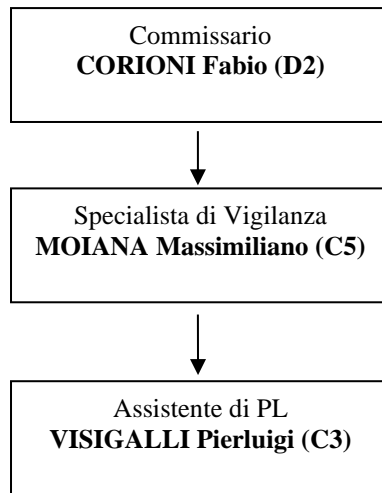 Commissario
CORIONI Fabio (D2)
Specialista di Vigilanza
MOIANA Massimiliano (C5)
Assistente di PL
VISIGALLI Pierluigi (C3)